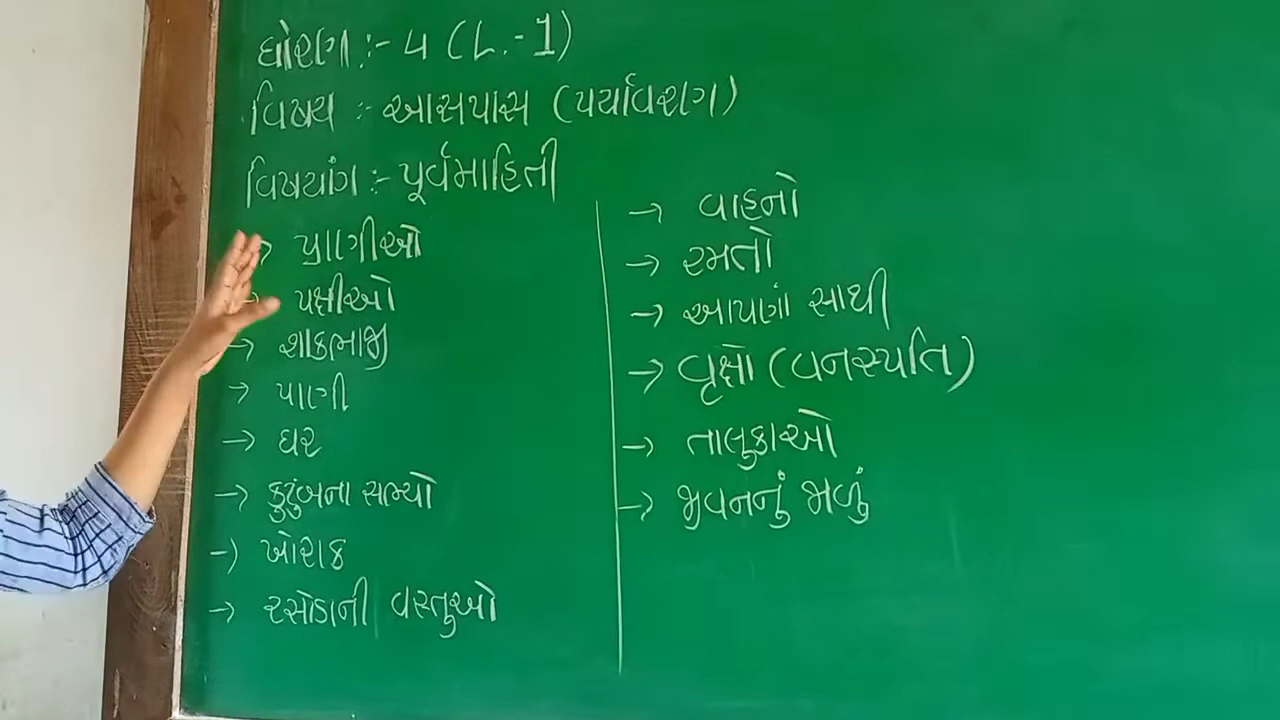 ધોરણ :- ૫ (L.-1)
વિષય :- આસપાસ (પર્યાવરણ)
વિષયાંગ :- પૂર્વમાહિતી
→ પ્રાણીઓ
→ પક્ષીઓ
→ શાકભાજી
→ પાણી
→ ઘર
→ કુટુંબના સભ્યો
→ ખોરાક
→ રસોડાની વસ્તુઓ
→ વાહનો
→ રમતો
→ આપણાં સાથી
→ વૃક્ષો (વનસ્પતિ)
→ તાલુકાઓ
→ જીવનનું જાળું